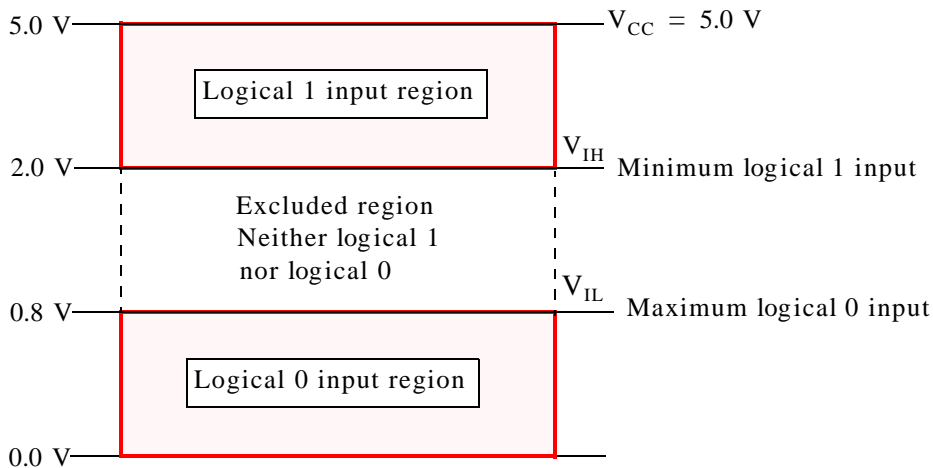 5.0 V
V_CC = 5.0 V
Logical 1 input region
2.0 V
V_IH
Minimum logical 1 input
Excluded region
Neither logical 1
nor logical 0
0.8 V
V_IL
Maximum logical 0 input
Logical 0 input region
0.0 V